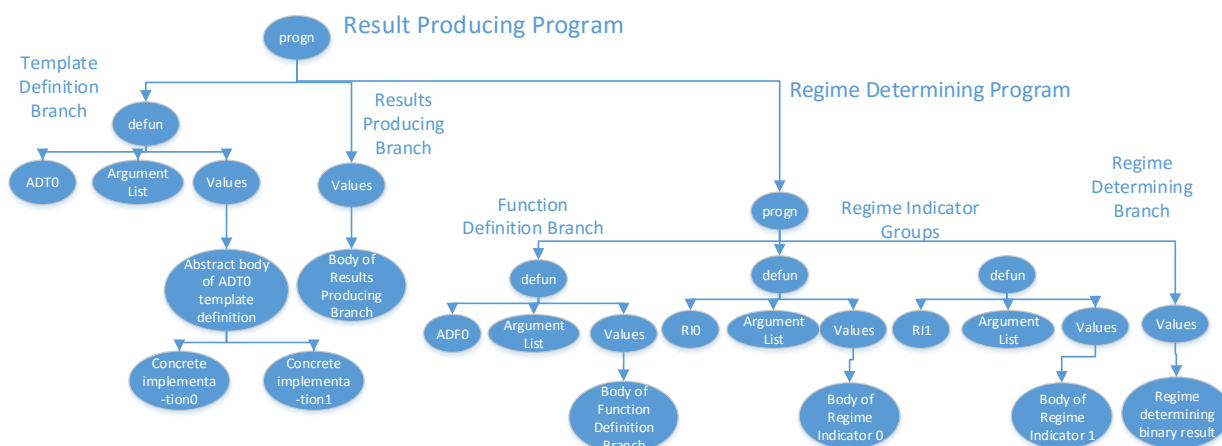 Result Producing Program
progn
Template
Definition
Branch
Results
Producing
Branch
Regime Determining Program
defun
ADT0
Argument
List
Values
Values
Regime
Determining
Branch
Function
Definition Branch
progn
Regime Indicator
Groups
Abstract body
of ADT0
template
definition
Body of
Results
Producing
Branch
defun
defun
defun
ADF0
Argument
List
Values
RI0
Argument
List
Values
RI1
Argument
List
Values
Values
Concrete
implementa
-tion0
Concrete
implementa
-tion1
Body of
Function
Definition
Branch
Body of
Regime
Indicator 0
Body of
Regime
Indicator 1
Regime
determining
binary result